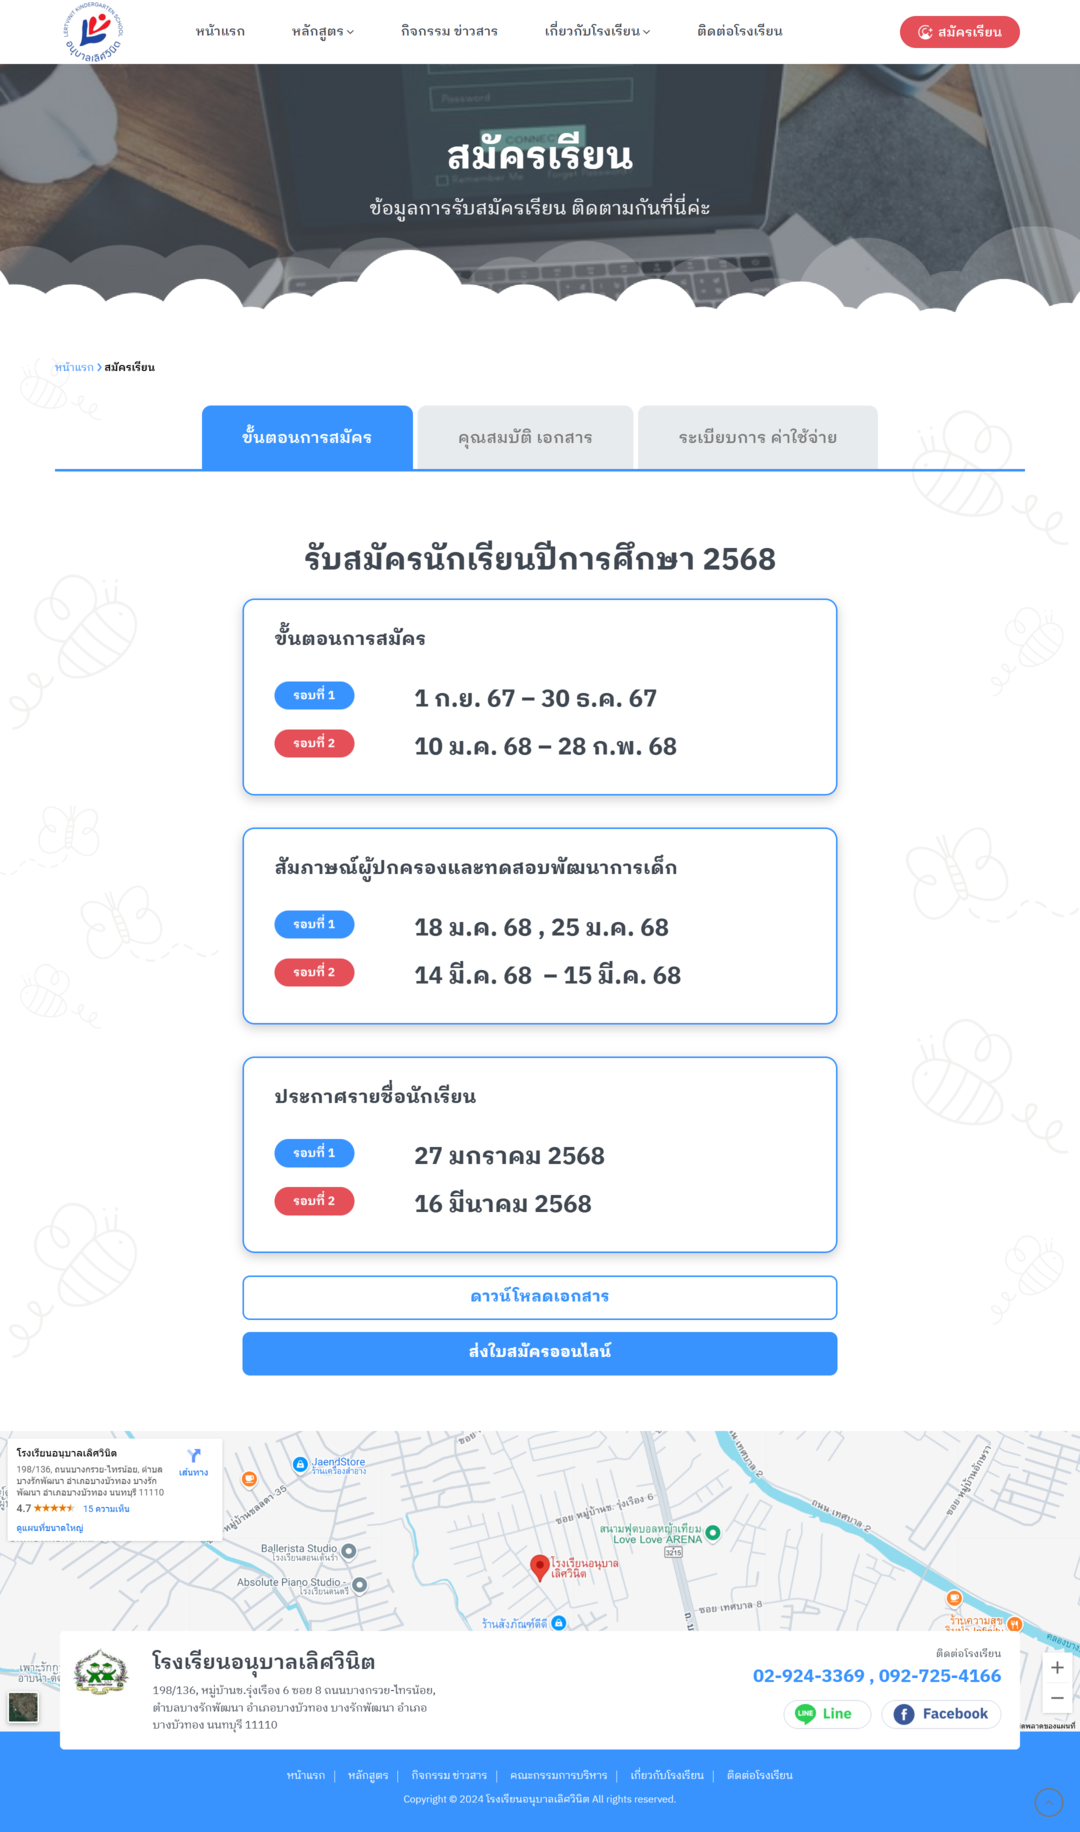 LERTVINIT KINDERGARTEN SCHOOL
อนุบาลเลิศวินิต
หน้าแรก
หลักสูตร
กิจกรรม ข่าวสาร
เกี่ยวกับโรงเรียน
ติดต่อโรงเรียน
สมัครเรียน
Password
CONNECT
Remember Me
Forgot Password
สมัครเรียน
ข้อมูลการรับสมัครเรียน ติดตามกันที่นี่ค่ะ
หน้าแรก > สมัครเรียน
ขั้นตอนการสมัคร
คุณสมบัติ เอกสาร
ระเบียบการ ค่าใช้จ่าย
รับสมัครนักเรียนปีการศึกษา 2568
ขั้นตอนการสมัคร
รอบที่ 1 1 ก.ย. 67 – 30 ธ.ค. 67
รอบที่ 2 10 ม.ค. 68 – 28 ก.พ. 68
สัมภาษณ์ผู้ปกครองและทดสอบพัฒนาการเด็ก
รอบที่ 1 18 ม.ค. 68 , 25 ม.ค. 68
รอบที่ 2 14 มี.ค. 68 – 15 มี.ค. 68
ประกาศรายชื่อนักเรียน
รอบที่ 1 27 มกราคม 2568
รอบที่ 2 16 มีนาคม 2568
ดาวน์โหลดเอกสาร
ส่งใบสมัครออนไลน์
โรงเรียนอนุบาลเลิศวินิต
198/136, ถนนบางกรวย-ไทรน้อย, ตำบล
บางรักพัฒนา อำเภอบางบัวทอง บางรัก
พัฒนา อำเภอบางบัวทอง นนทบุรี 11110
4.7 15 ความเห็น
ดูแผนที่ขนาดใหญ่
เส้นทาง
JaendStore
ร้านเครื่องสำอาง
หมู่บ้านชลลดา 35
ซอย หมู่บ้านซ. รุ่งเรือง 6
สนามฟุตบอลหญ้าเทียม
Love Love ARENA
3215
ถนน เทศบาล 2
ถนน เทศบาล 2
Ballerista Studio
โรงเรียนสอนเต้นรำ
Absolute Piano Studio -
โรงเรียนดนตรี
โรงเรียนอนุบาล
เลิศวินิต
ซอย เทศบาล 8
ร้านสังภัณฑ์ดีดี
ร้านความสุข
โรงเรียนอนุบาลเลิศวินิต
198/136, หมู่บ้านซ.รุ่งเรือง 6 ซอย 8 ถนนบางกรวย-ไทรน้อย,
ตำบลบางรักพัฒนา อำเภอบางบัวทอง บางรักพัฒนา อำเภอ
บางบัวทอง นนทบุรี 11110
ติดต่อโรงเรียน
02-924-3369 , 092-725-4166
LINE Line
Facebook
หน้าแรก | หลักสูตร | กิจกรรม ข่าวสาร | คณะกรรมการบริหาร | เกี่ยวกับโรงเรียน | ติดต่อโรงเรียน
Copyright © 2024 โรงเรียนอนุบาลเลิศวินิต All rights reserved.